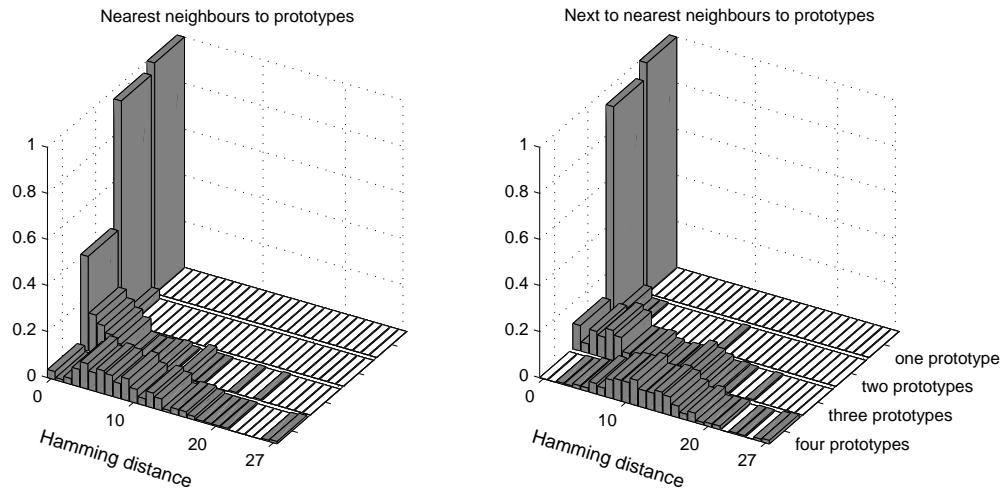 Nearest neighbours to prototypes
1
0.8
0.6
0.4
0.2
0
0
10
20
27
Hamming distance
Next to nearest neighbours to prototypes
1
0.8
0.6
0.4
0.2
0
0
10
20
27
Hamming distance
one prototype
two prototypes
three prototypes
four prototypes